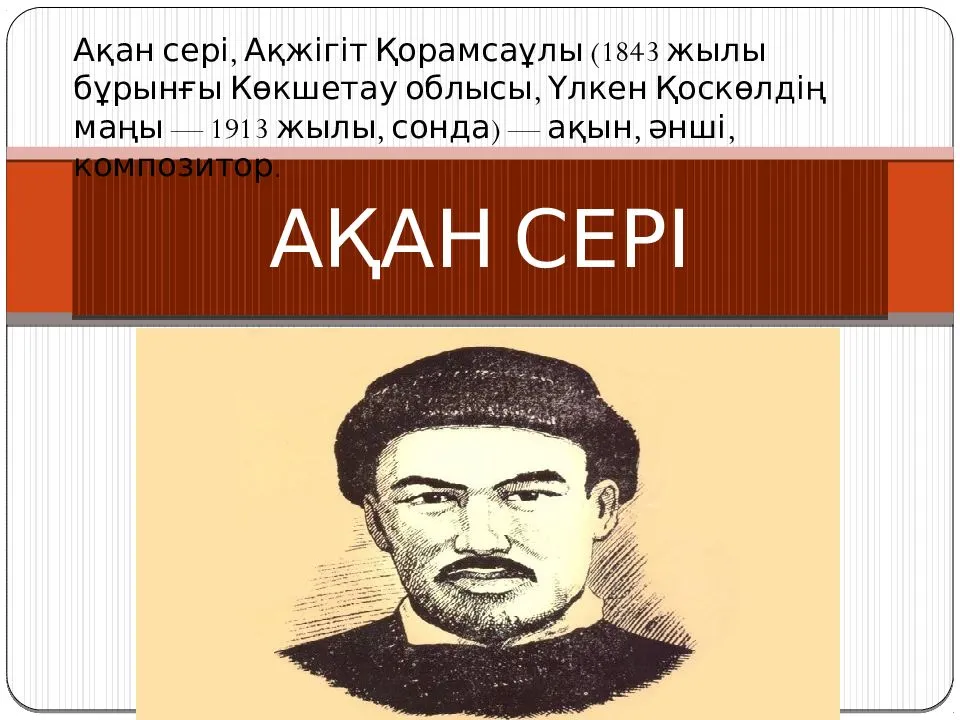 Ақан сері, Ақжігіт Қорамсаұлы (1843 жылы
бұрынғы Көкшетау облысы, Үлкен Қоскөлдің
маңы — 1913 жылы, сонда) — ақын, әнші,
композитор.
АҚАН СЕРІ